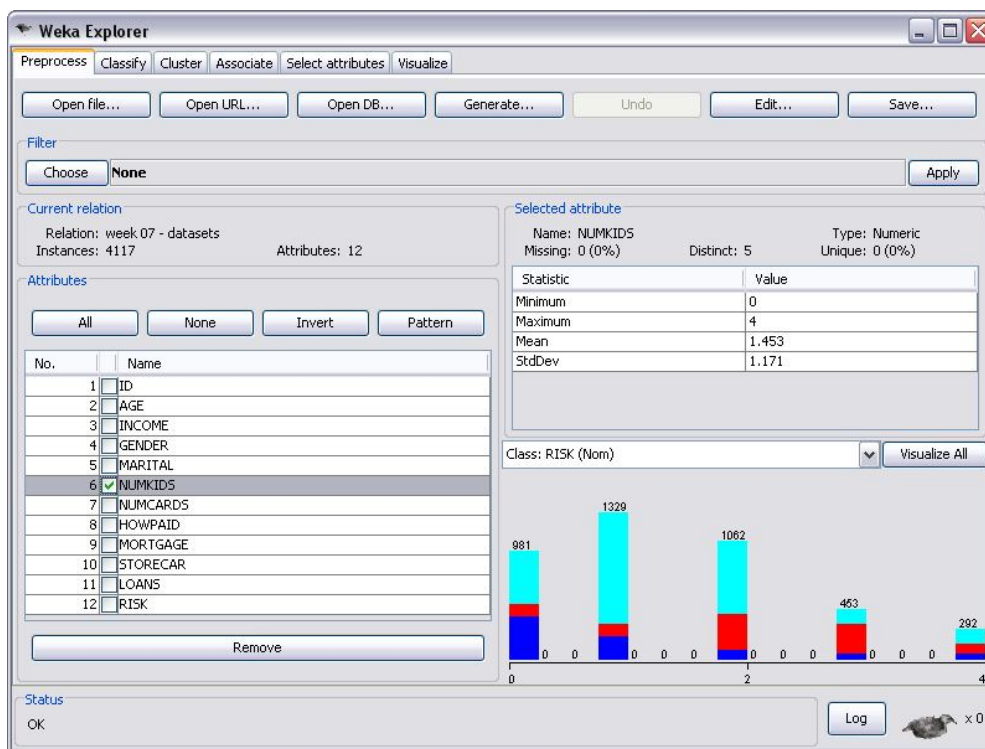 Weka Explorer
Preprocess Classify Cluster Associate Select attributes Visualize
Open file... Open URL... Open DB... Generate... Undo Edit... Save...
Filter
Choose None Apply
Current relation
Relation: week 07 - datasets
Instances: 4117 Attributes: 12
Attributes
All None Invert Pattern
No. Name
1 ID
2 AGE
3 INCOME
4 GENDER
5 MARITAL
6 NUMKIDS
7 NUMCARDS
8 HOWPAID
9 MORTGAGE
10 STORECAR
11 LOANS
12 RISK
Remove
Selected attribute
Name: NUMKIDS Type: Numeric
Missing: 0 (0%) Distinct: 5 Unique: 0 (0%)
Statistic Value
Minimum 0
Maximum 4
Mean 1.453
StdDev 1.171
Class: RISK (Nom) Visualize All
981 1329 1062 453 292
0 0 0 0 0 0 0 0 0 0 0 0
0 2 4
Status
OK
Log x 0